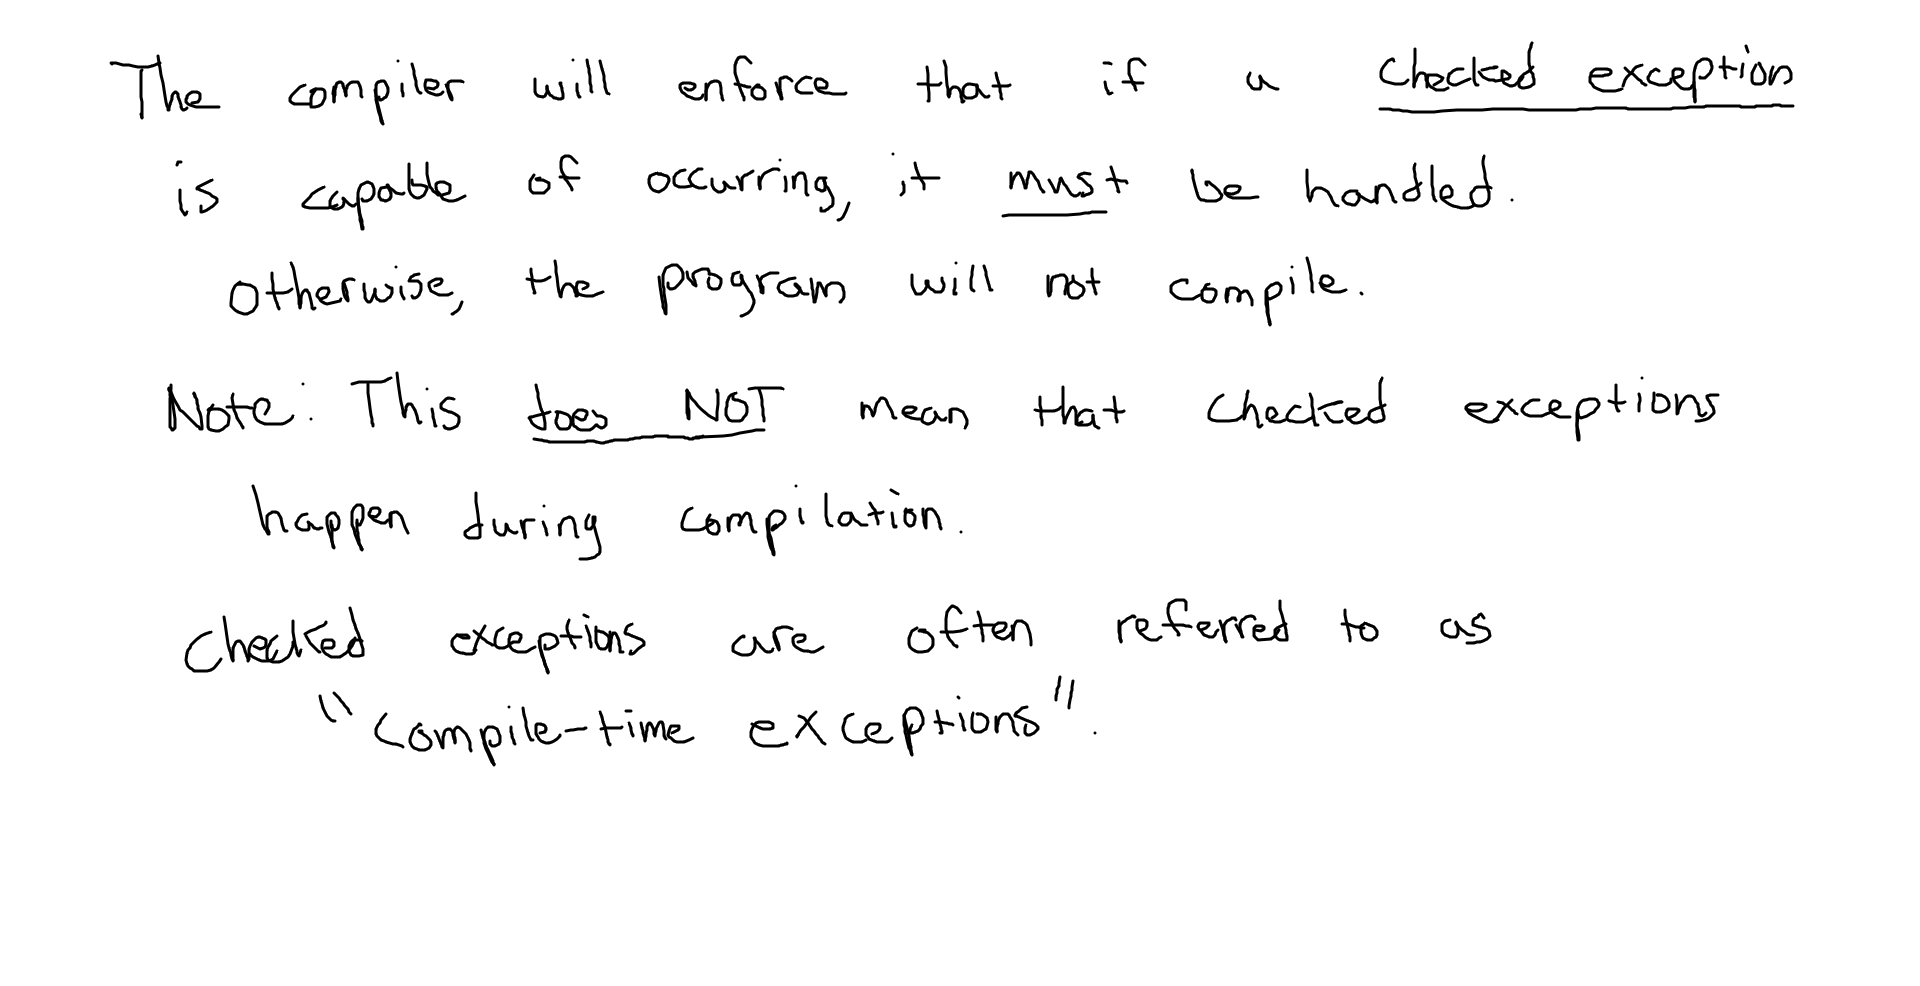 The compiler will enforce that if a checked exception
is capable of occurring, it must be handled.
Otherwise, the program will not compile.
Note: This does NOT mean that checked exceptions
happen during compilation.
Checked exceptions are often referred to as
"compile-time exceptions".